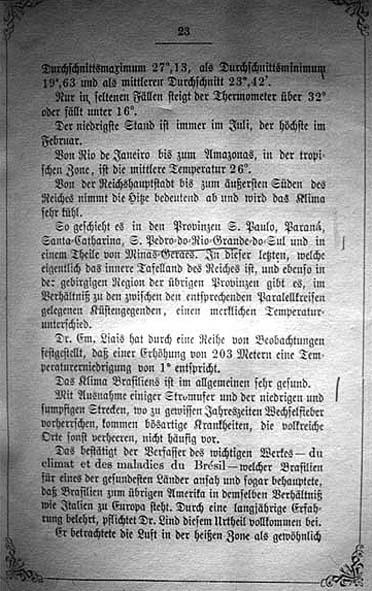 23
Durchschnittsmaximum 27°,13, als Durchschnittsminimum
19°,63 und als mittleren Durchschnitt 23°,42'.
Nur in seltenen Fällen steigt der Thermometer über 32°
oder fällt unter 16°.
Der niedrigste Stand ist immer im Juli, der höchste im
Februar.
Von Rio de Janeiro bis zum Amazonas, in der tropi-
schen Zone, ist die mittlere Temperatur 26°.
Von der Reichshauptstadt bis zum äußersten Süden des
Reiches nimmt die Hitze bedeutend ab und wird das Klima
sehr kühl.
So geschieht es in den Provinzen S. Paulo, Paraná,
Santa-Catharina, S. Pedro-do-Rio-Grande-do-Sul und in
einem Theile von Minas-Geraes. In dieser letzten, welche
eigentlich das innere Tafelland des Reiches ist, und ebenso in
der gebirgigen Region der übrigen Provinzen gibt es, im
Verhältniß zu den zwischen den entsprechenden Paralellkreisen
gelegenen Küstengegenden, einen merklichen Temperatur-
unterschied.
Dr. Em. Liais hat durch eine Reihe von Beobachtungen
festgestellt, daß einer Erhöhung von 203 Metern eine Tem-
peraturerniedrigung von 1° entspricht.
Das Klima Brasiliens ist im allgemeinen sehr gesund.
Mit Ausnahme einiger Stromufer und der niedrigen und
sumpfigen Strecken, wo zu gewissen Jahreszeiten Wechselfieber
vorherrschen, kommen bösartige Krankheiten, die volkreiche
Orte sonst verheeren, nicht häufig vor.
Das bestätigt der Verfasser des wichtigen Werkes — du
climat et des maladies du Brésil — welcher Brasilien
für eines der gesundesten Länder ansah und sogar behauptete,
daß Brasilien zum übrigen Amerika in demselben Verhältniß
wie Italien zu Europa steht. Durch eine langjährige Erfah-
rung belehrt, pflichtet Dr. Lind diesem Urtheil vollkommen bei.
Er betrachtete die Luft in der heißen Zone als gewöhnlich